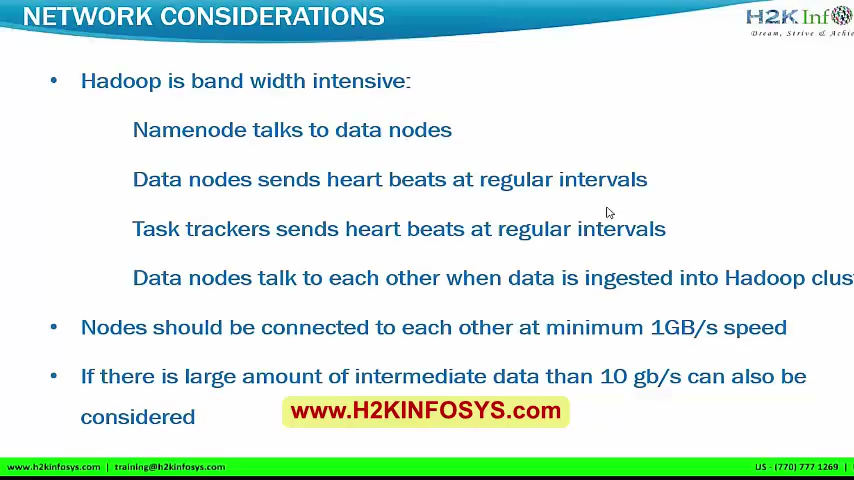 NETWORK CONSIDERATIONS
H2K Inf
Dream, Strive & Achie
• Hadoop is band width intensive:
Namenode talks to data nodes
Data nodes sends heart beats at regular intervals
Task trackers sends heart beats at regular intervals
Data nodes talk to each other when data is ingested into Hadoop clus
• Nodes should be connected to each other at minimum 1GB/s speed
• If there is large amount of intermediate data than 10 gb/s can also be
considered
www.H2KINFOSYS.com
www.h2kinfosys.com | training@h2kinfosys.com
US - (770) 777 1269 |